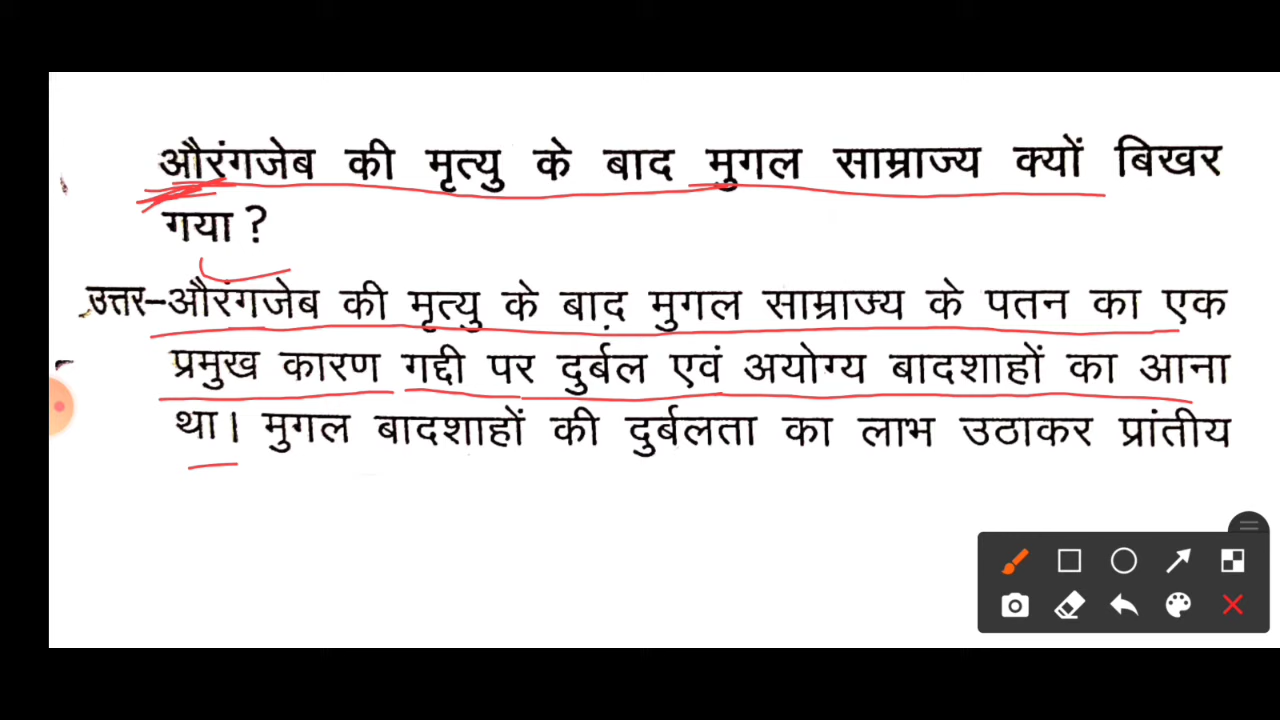 औरंगजेब की मृत्यु के बाद मुगल साम्राज्य क्यों बिखर
गया ?
उत्तर–औरंगजेब की मृत्यु के बाद मुगल साम्राज्य के पतन का एक
प्रमुख कारण गद्दी पर दुर्बल एवं अयोग्य बादशाहों का आना
था। मुगल बादशाहों की दुर्बलता का लाभ उठाकर प्रांतीय